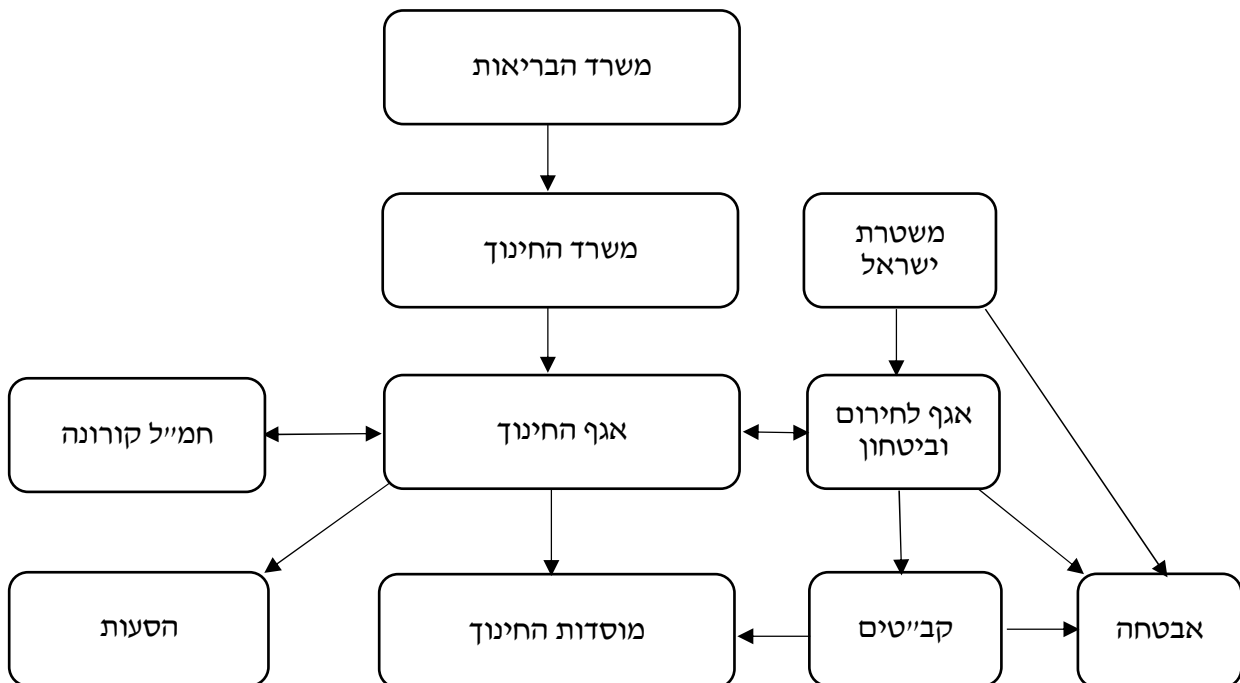 משרד הבריאות
משרד החינוך
משטרת
ישראל
אגף לחירום
וביטחון
אגף החינוך
חמ״ל קורונה
אבטחה
קב״טים
מוסדות החינוך
הסעות